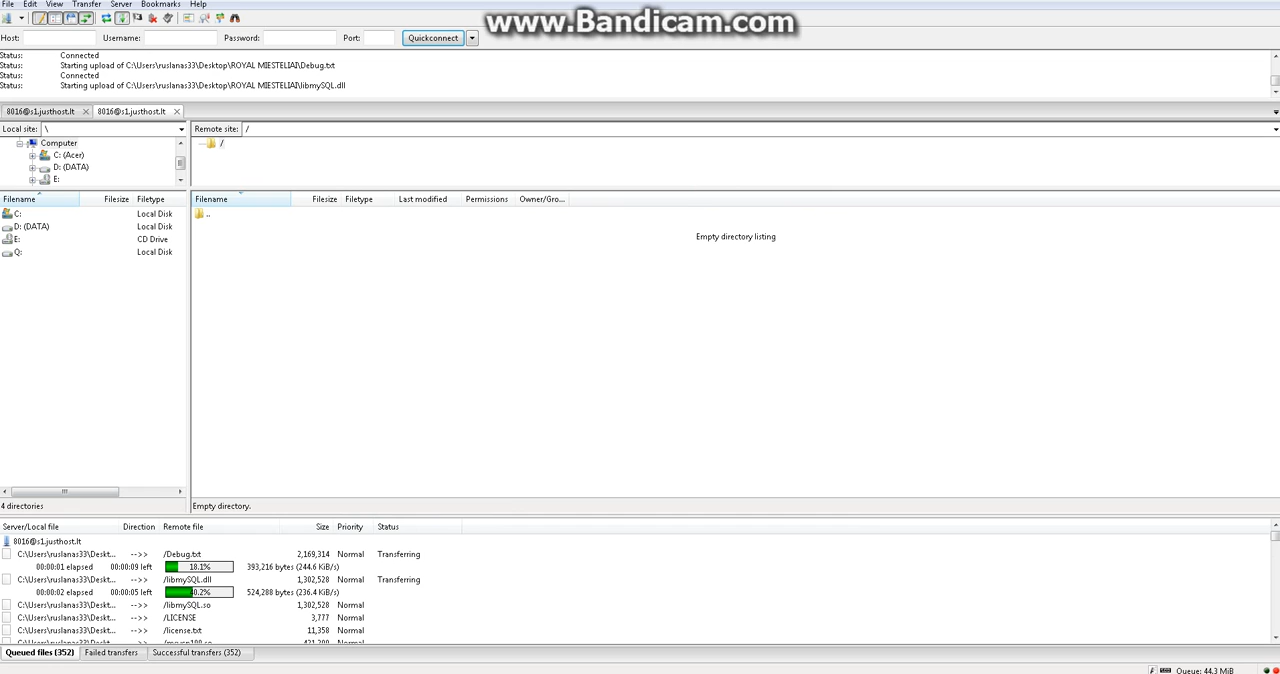 File Edit View Transfer Server Bookmarks Help
www.Bandicam.com
Host: Username: Password: Port: Quickconnect
Status: Connected
Status: Starting upload of C:\Users\ruslanas33\Desktop\ROYAL MIESTELIAI\Debug.txt
Status: Connected
Status: Starting upload of C:\Users\ruslanas33\Desktop\ROYAL MIESTELIAI\libmySQL.dll
8016@s1.justhost.lt 8016@s1.justhost.lt
Local site: \ Remote site: /
Computer /
C: (Acer)
D: (DATA)
E:
Filename Filesize Filetype Filename Filesize Filetype Last modified Permissions Owner/Gro...
C: Local Disk ..
D: (DATA) Local Disk
E: CD Drive Empty directory listing
Q: Local Disk
4 directories Empty directory.
Server/Local file Direction Remote file Size Priority Status
8016@s1.justhost.lt
C:\Users\ruslanas33\Deskt... -->> /Debug.txt 2,169,314 Normal Transferring
00:00:01 elapsed 00:00:09 left 18.1% 393,216 bytes (244.6 KiB/s)
C:\Users\ruslanas33\Deskt... -->> /libmySQL.dll 1,302,528 Normal Transferring
00:00:02 elapsed 00:00:05 left 40.2% 524,288 bytes (236.4 KiB/s)
C:\Users\ruslanas33\Deskt... -->> /libmySQL.so 1,302,528 Normal
C:\Users\ruslanas33\Deskt... -->> /LICENSE 3,777 Normal
C:\Users\ruslanas33\Deskt... -->> /license.txt 11,358 Normal
C:\Users\ruslanas33\Deskt... -->> Normal
Queued files (352) Failed transfers Successful transfers (352)
Queue: 44.3 MiB